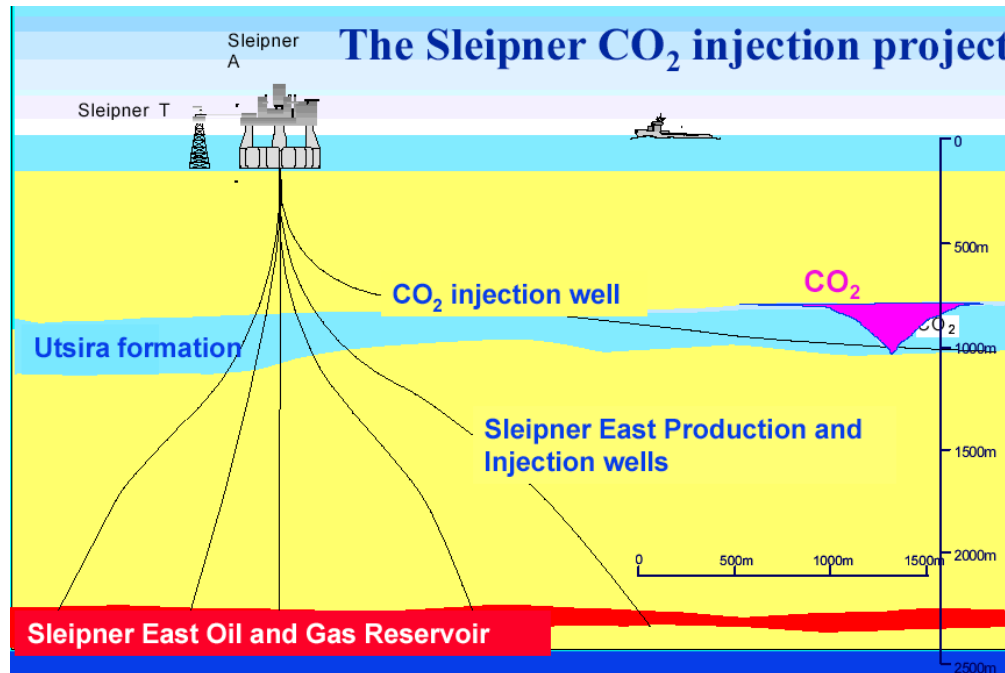 Sleipner
A
The Sleipner CO₂ injection project
Sleipner T
0
500m
CO₂
CO₂ injection well
CO₂
Utsira formation
1000m
Sleipner East Production and
Injection wells
1500m
0 500m 1000m 1500m
2000m
Sleipner East Oil and Gas Reservoir
2500m